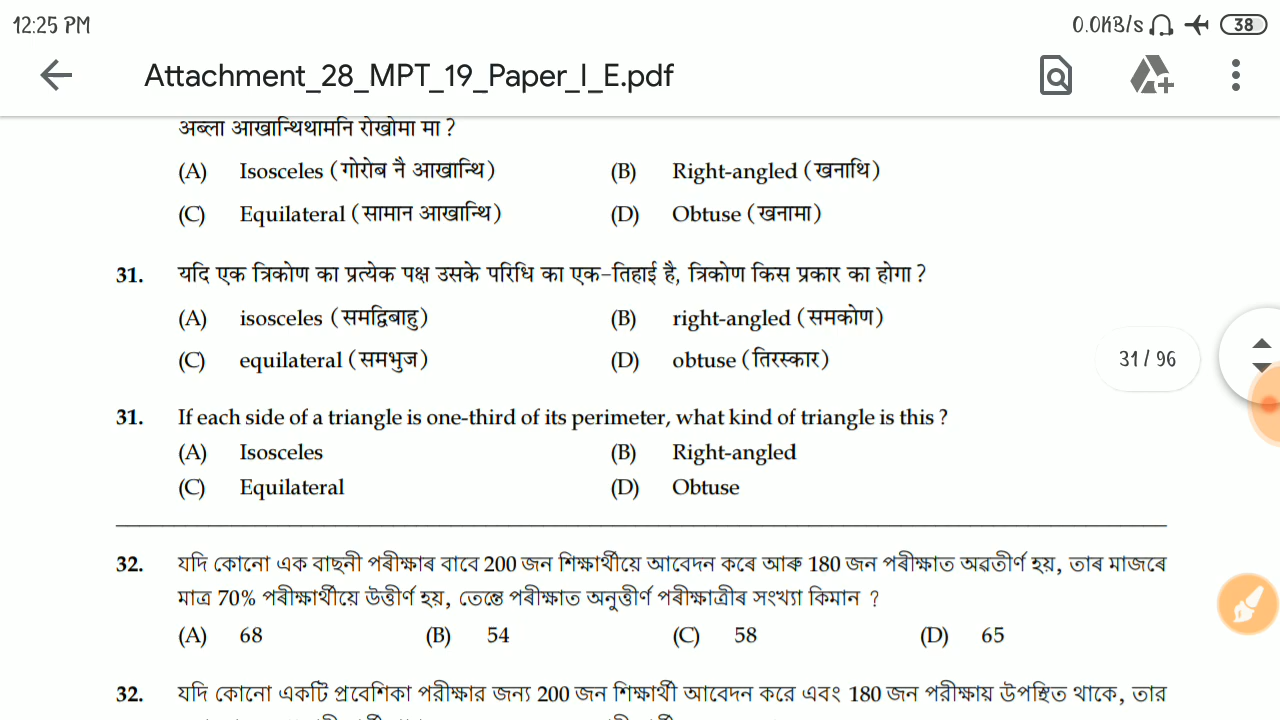 12:25 PM 0.0KB/s 38
Attachment_28_MPT_19_Paper_I_E.pdf
अब्ला आखान्थिथामनि रोखोमा मा ?
(A) Isosceles (गोरोब नै आखान्थि) (B) Right-angled (खनाथि)
(C) Equilateral (सामान आखान्थि) (D) Obtuse (खनामा)
31. यदि एक त्रिकोण का प्रत्येक पक्ष उसके परिधि का एक-तिहाई है, त्रिकोण किस प्रकार का होगा ?
(A) isosceles (समद्विबाहु) (B) right-angled (समकोण)
(C) equilateral (समभुज) (D) obtuse (तिरस्कार)
31 / 96
31. If each side of a triangle is one-third of its perimeter, what kind of triangle is this ?
(A) Isosceles (B) Right-angled
(C) Equilateral (D) Obtuse
32. যদি কোনো এক বাছনী পৰীক্ষাৰ বাবে 200 জন শিক্ষাৰ্থীয়ে আবেদন কৰে আৰু 180 জন পৰীক্ষাত অৱতীৰ্ণ হয়, তাৰ মাজৰে
মাত্ৰ 70% পৰীক্ষাৰ্থীয়ে উত্তীৰ্ণ হয়, তেন্তে পৰীক্ষাত অনুত্তীৰ্ণ পৰীক্ষাত্ৰীৰ সংখ্যা কিমান ?
(A) 68 (B) 54 (C) 58 (D) 65
32. যদি কোনো একটি প্রবেশিকা পরীক্ষার জন্য 200 জন শিক্ষার্থী আবেদন করে এবং 180 জন পরীক্ষায় উপস্থিত থাকে, তার